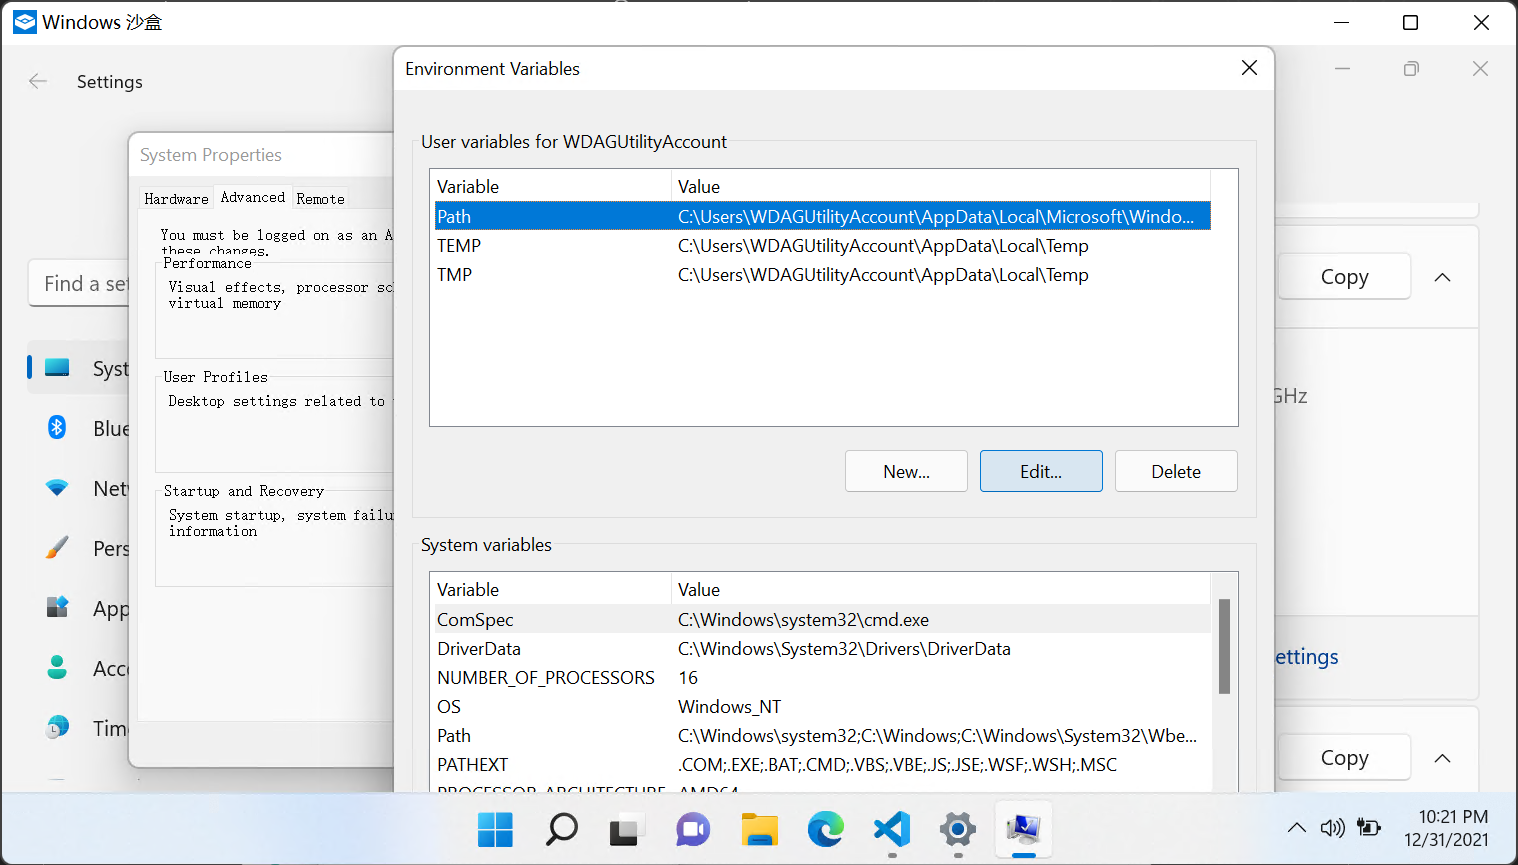 Windows 沙盒
Settings
Environment Variables
System Properties
Hardware
Advanced
Remote
You must be logged on as an A
these changes.
Performance
Visual effects, processor sc
virtual memory
User Profiles
Desktop settings related to
Startup and Recovery
System startup, system failu
information
Find a set
Syst
Blue
Netw
Pers
App
Acco
Time
User variables for WDAGUtilityAccount
Variable Value
Path C:\Users\WDAGUtilityAccount\AppData\Local\Microsoft\Windo...
TEMP C:\Users\WDAGUtilityAccount\AppData\Local\Temp
TMP C:\Users\WDAGUtilityAccount\AppData\Local\Temp
New...
Edit...
Delete
System variables
Variable Value
ComSpec C:\Windows\system32\cmd.exe
DriverData C:\Windows\System32\Drivers\DriverData
NUMBER_OF_PROCESSORS 16
OS Windows_NT
Path C:\Windows\system32;C:\Windows;C:\Windows\System32\Wbe...
PATHEXT .COM;.EXE;.BAT;.CMD;.VBS;.VBE;.JS;.JSE;.WSF;.WSH;.MSC
PROCESSOR_ARCHITECTURE AMD64
Copy
GHz
ettings
Copy
10:21 PM
12/31/2021